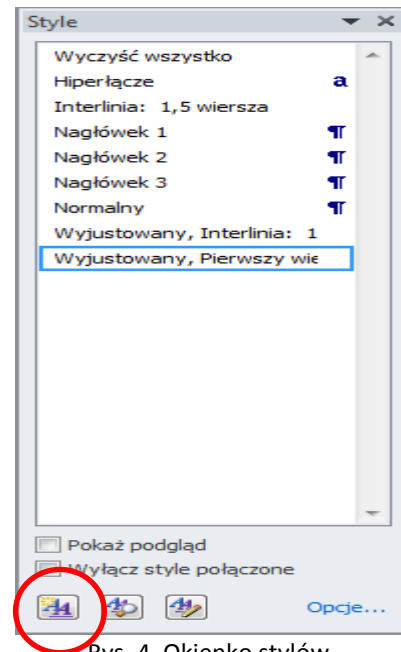 Style
Wyczyść wszystko
Hiperłącze a
Interlinia: 1,5 wiersza
Nagłówek 1 ¶
Nagłówek 2 ¶
Nagłówek 3 ¶
Normalny ¶
Wyjustowany, Interlinia: 1
Wyjustowany, Pierwszy wie
Pokaż podgląd
Wyłącz style połączone
Opcje...
Rys. 4. Okienko stylów